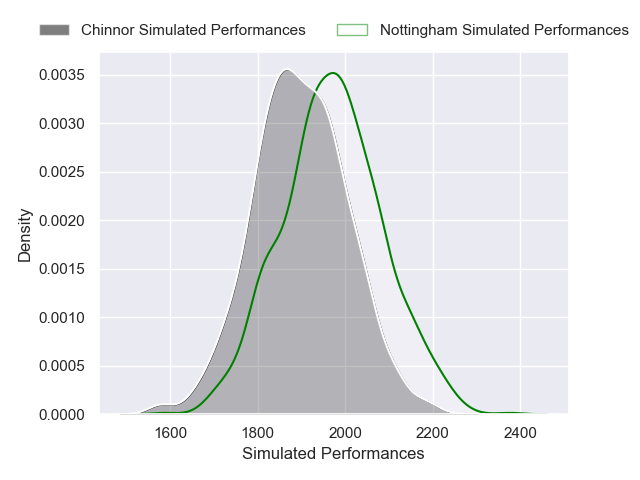 Chinnor Simulated Performances
Nottingham Simulated Performances
0.0035
0.0030
0.0025
0.0020
0.0015
0.0010
0.0005
0.0000
Density
1600 1800 2000 2200 2400
Simulated Performances